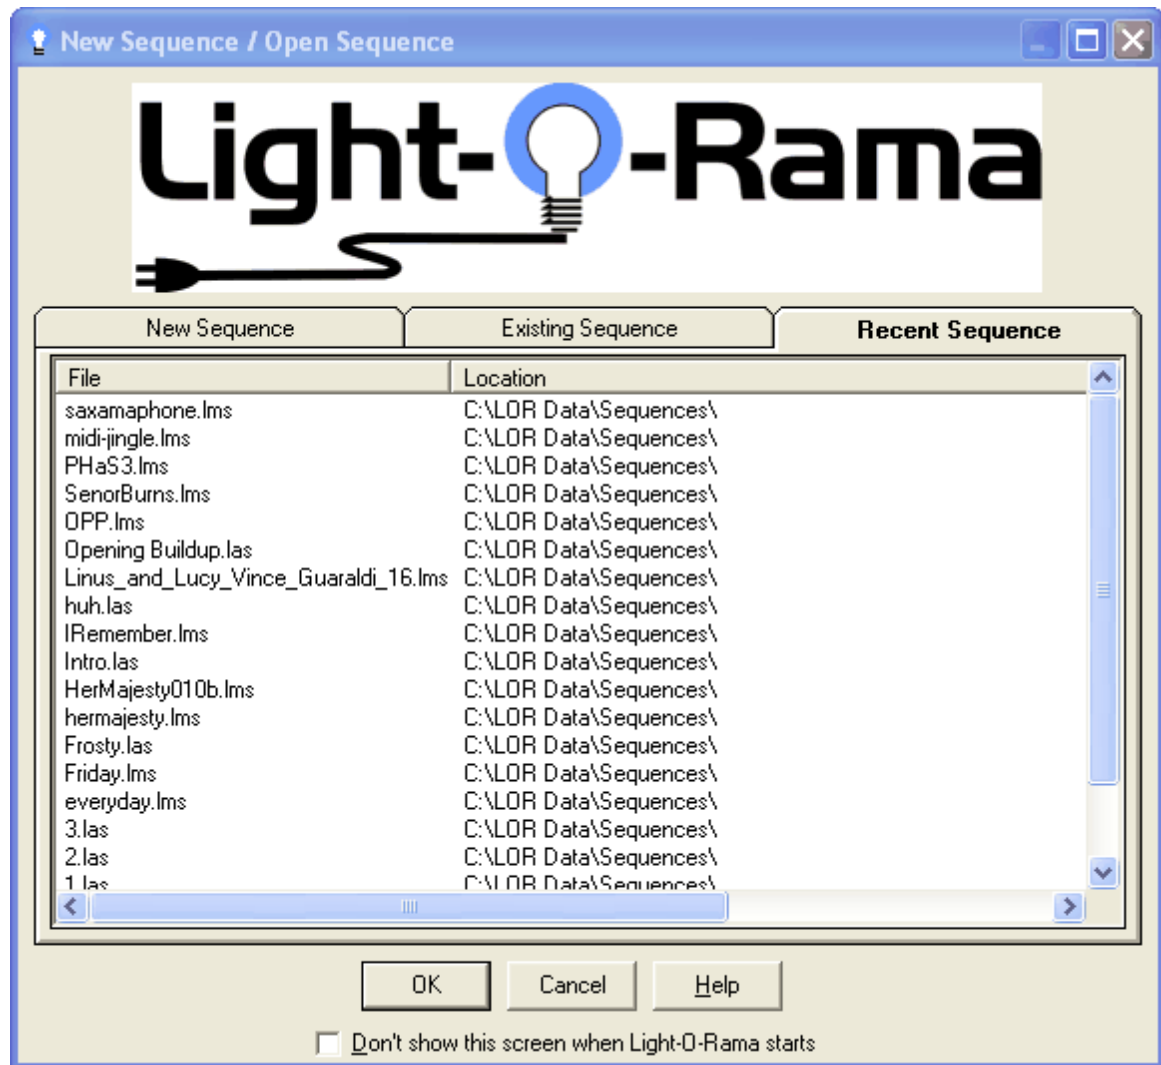 New Sequence / Open Sequence
Light-O-Rama
New Sequence Existing Sequence Recent Sequence
File Location
saxamaphone.lms C:\LOR Data\Sequences\
midi-jingle.lms C:\LOR Data\Sequences\
PHaS3.lms C:\LOR Data\Sequences\
SenorBurns.lms C:\LOR Data\Sequences\
OPP.lms C:\LOR Data\Sequences\
Opening Buildup.las C:\LOR Data\Sequences\
Linus_and_Lucy_Vince_Guaraldi_16.lms C:\LOR Data\Sequences\
huh.las C:\LOR Data\Sequences\
IRemember.lms C:\LOR Data\Sequences\
Intro.las C:\LOR Data\Sequences\
HerMajesty010b.lms C:\LOR Data\Sequences\
hermajesty.lms C:\LOR Data\Sequences\
Frosty.las C:\LOR Data\Sequences\
Friday.lms C:\LOR Data\Sequences\
everyday.lms C:\LOR Data\Sequences\
3.las C:\LOR Data\Sequences\
2.las C:\LOR Data\Sequences\
1.las C:\LOR Data\Sequences\
OK Cancel Help
Don't show this screen when Light-O-Rama starts